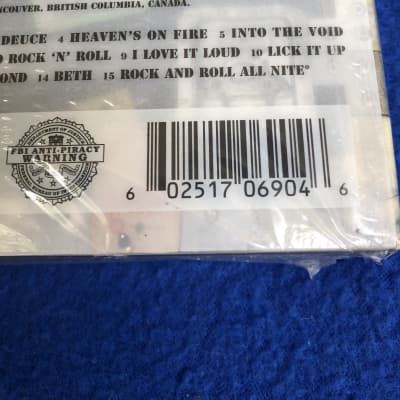 NCOUVER, BRITISH COLUMBIA, CANADA.
DEUCE 4 HEAVEN'S ON FIRE 5 INTO THE VOID
ROCK 'N' ROLL 9 I LOVE IT LOUD 10 LICK IT UP
OND 14 BETH 15 ROCK AND ROLL ALL NITE®
FBI ANTI-PIRACY
WARNING
6 02517 06904 6